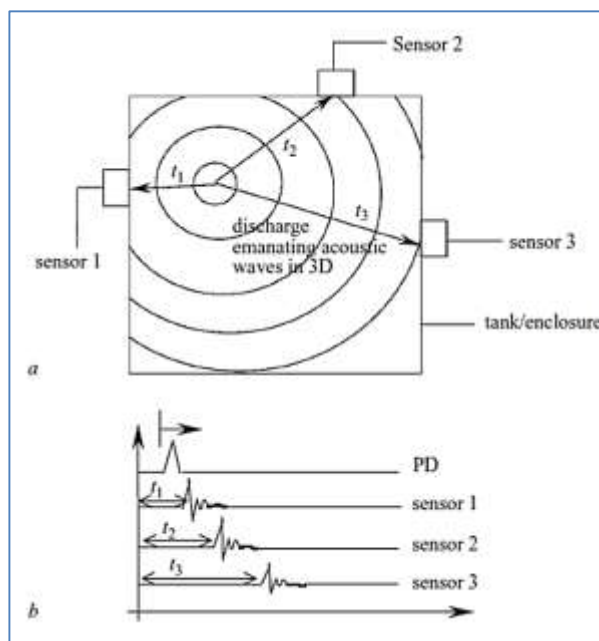 Sensor 2
t2
t1
t3
discharge
emanating acoustic
waves in 3D
sensor 1
sensor 3
tank/enclosure
a
PD
t1
sensor 1
t2
sensor 2
t3
sensor 3
b